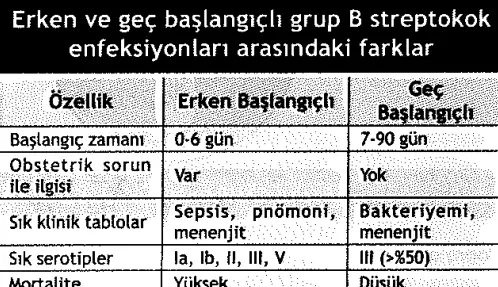 Erken ve geç başlangıçlı grup B streptokok
enfeksiyonları arasındaki farklar
Özellik Erken Başlangıçlı Geç
Başlangıçlı
Başlangıç zamanı 0-6 gün 7-90 gün
Obstetrik sorun
ile ilgisi Var Yok
Sık klinik tablolar Sepsis, pnömoni,
menenjit Bakteriyemi,
menenjit
Sık serotipler Ia, Ib, II, III, V III (>%50)
Mortalite Yüksek Düşük